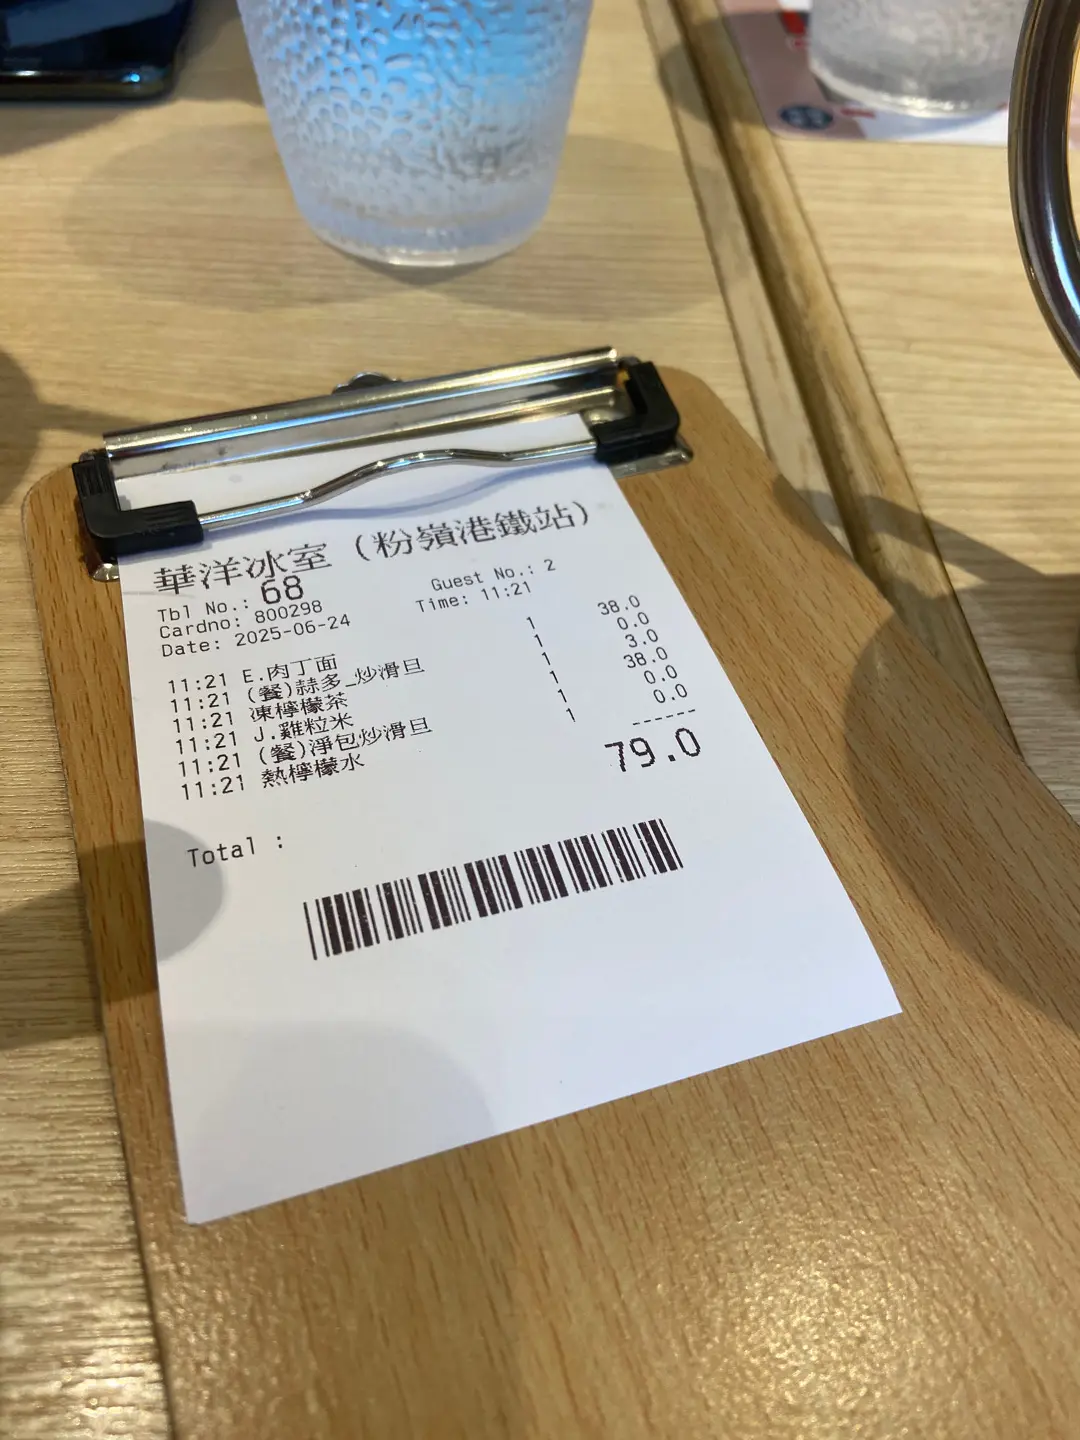 華洋冰室 (粉嶺港鐵站)
Tbl No.: 68 Guest No.: 2
Cardno: 800298 Time: 11:21
Date: 2025-06-24
11:21 E.肉丁面 1 38.0
11:21 (餐)蒜多_炒滑旦 1 0.0
11:21 凍檸檬茶 1 3.0
11:21 J.雞粒米 1 38.0
11:21 (餐)淨包炒滑旦 1 0.0
11:21 熱檸檬水 1 0.0
------
Total : 79.0